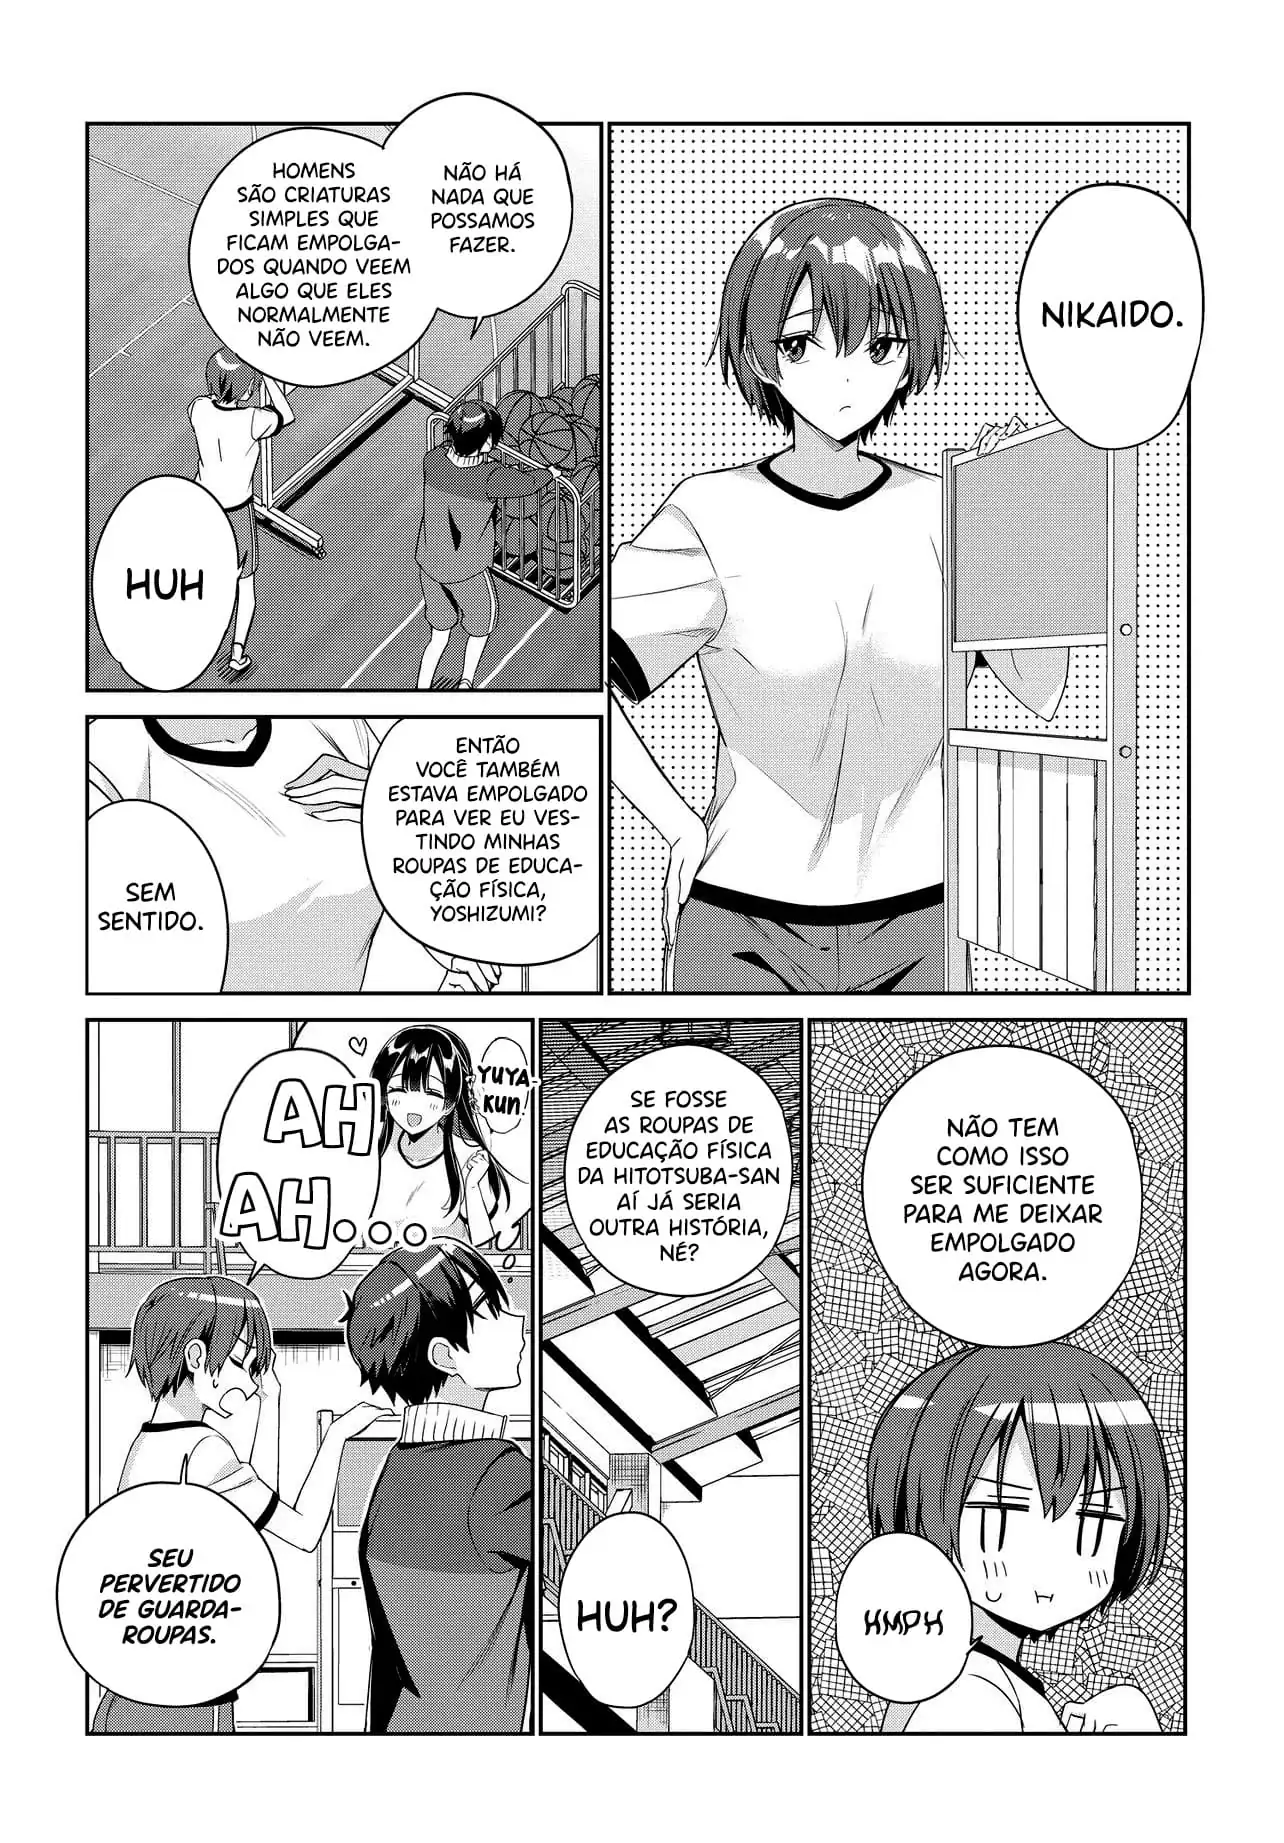 NIKAIDO.
NÃO HÁ
NADA QUE
POSSAMOS
FAZER.
HOMENS
SÃO CRIATURAS
SIMPLES QUE
FICAM EMPOLGA-
DOS QUANDO VEEM
ALGO QUE ELES
NORMALMENTE
NÃO VEEM.
HUH
ENTÃO
VOCÊ TAMBÉM
ESTAVA EMPOLGADO
PARA VER EU VES-
TINDO MINHAS
ROUPAS DE EDUCA-
ÇÃO FÍSICA,
YOSHIZUMI?
SEM
SENTIDO.
NÃO TEM
COMO ISSO
SER SUFICIENTE
PARA ME DEIXAR
EMPOLGADO
AGORA.
HMPH
SE FOSSE
AS ROUPAS DE
EDUCAÇÃO FÍSICA
DA HITOTSUBA-SAN
AÍ JÁ SERIA
OUTRA HISTÓRIA,
NÉ?
HUH?
YUYA-
KUN
AH
AH...
SEU
PERVERTIDO
DE GUARDA-
ROUPAS.